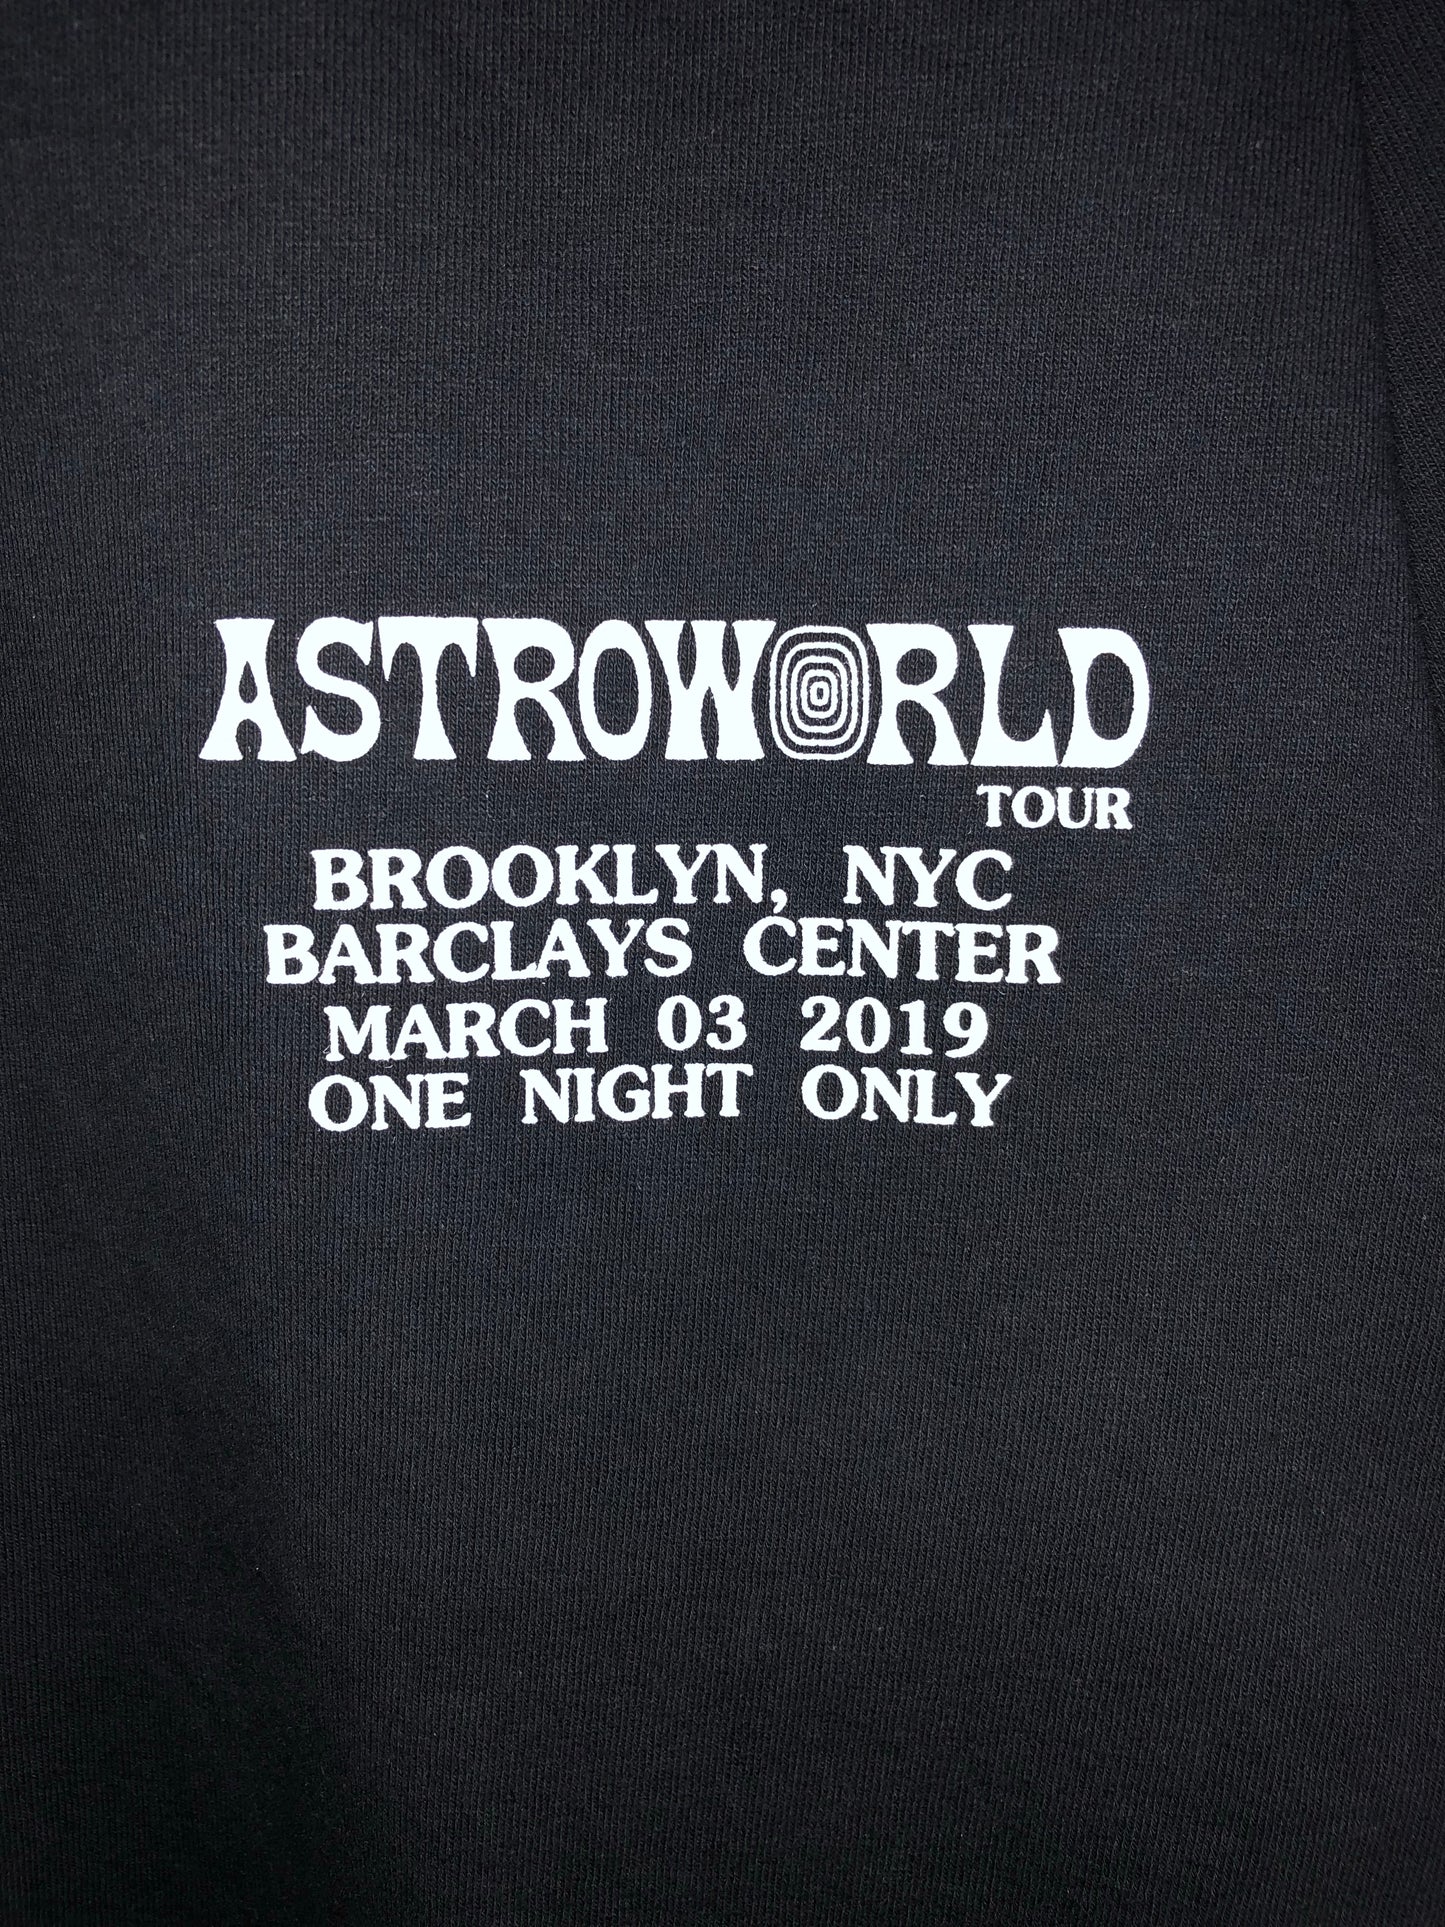 ASTROWORLD
TOUR
BROOKLYN, NYC
BARCLAYS CENTER
MARCH 03 2019
ONE NIGHT ONLY